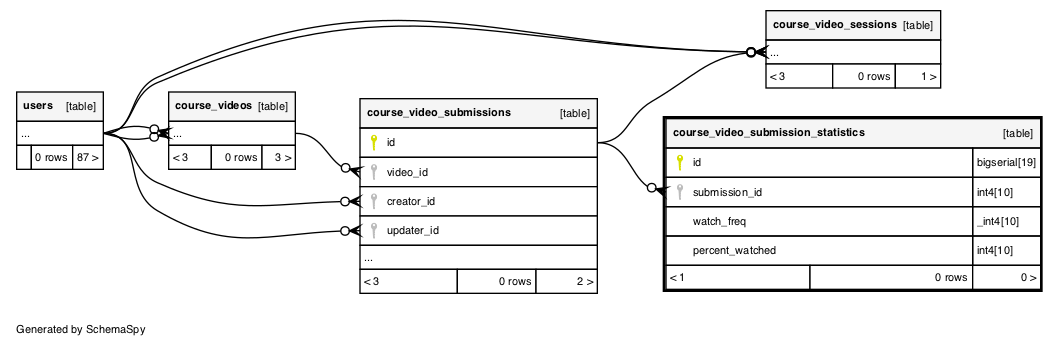 course_video_sessions [table]
...
< 3 0 rows 1 >
users [table]
...
0 rows 87 >
course_videos [table]
...
< 3 0 rows 3 >
course_video_submissions [table]
id
video_id
creator_id
updater_id
...
< 3 0 rows 2 >
course_video_submission_statistics [table]
id bigserial[19]
submission_id int4[10]
watch_freq _int4[10]
percent_watched int4[10]
< 1 0 rows 0 >
Generated by SchemaSpy